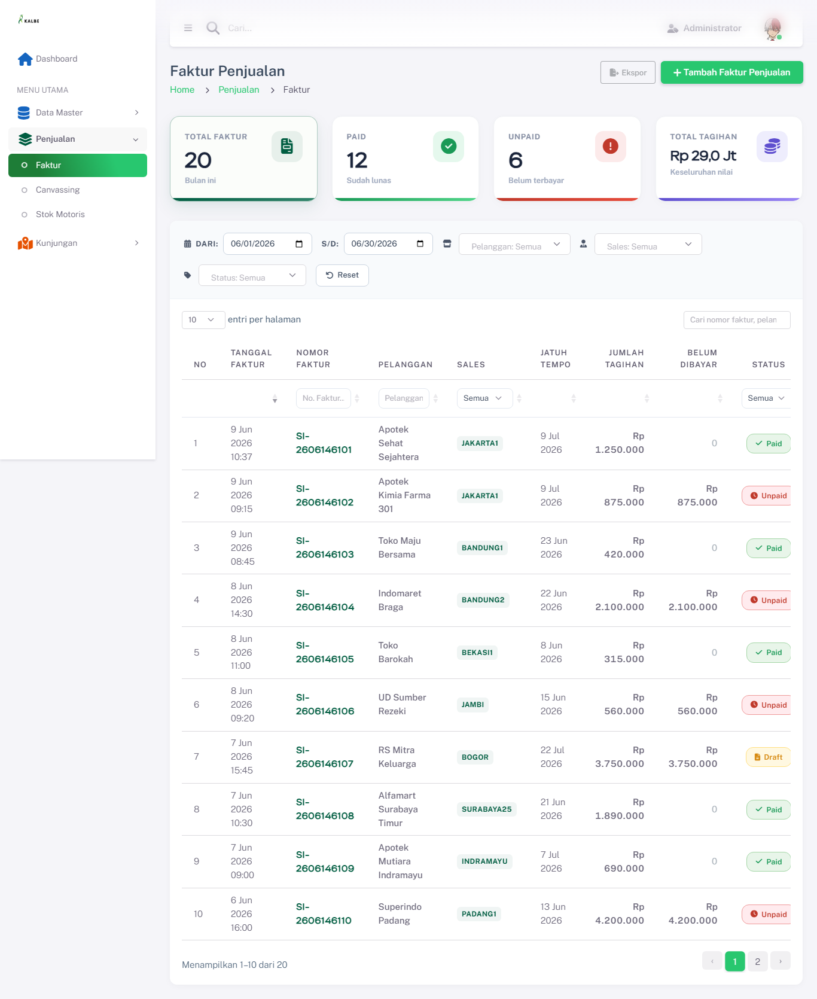 KALBE
Cari...
Administrator
Dashboard
MENU UTAMA
Data Master
Penjualan
Faktur
Canvassing
Stok Motoris
Kunjungan
Faktur Penjualan
Home > Penjualan > Faktur
Ekspor
+ Tambah Faktur Penjualan
TOTAL FAKTUR
20
Bulan ini
PAID
12
Sudah lunas
UNPAID
6
Belum terbayar
TOTAL TAGIHAN
Rp 29,0 Jt
Keseluruhan nilai
DARI: 06/01/2026 S/D: 06/30/2026 Pelanggan: Semua Sales: Semua
Status: Semua Reset
10 entri per halaman
Cari nomor faktur, pelan
NO TANGGAL FAKTUR NOMOR FAKTUR PELANGGAN SALES JATUH TEMPO JUMLAH TAGIHAN BELUM DIBAYAR STATUS
No. Faktur.. Pelanggan Semua Semua
1 9 Jun 2026 10:37 SI-2606146101 Apotek Sehat Sejahtera JAKARTA1 9 Jul 2026 Rp 1.250.000 0 Paid
2 9 Jun 2026 09:15 SI-2606146102 Apotek Kimia Farma 301 JAKARTA1 9 Jul 2026 Rp 875.000 Rp 875.000 Unpaid
3 9 Jun 2026 08:45 SI-2606146103 Toko Maju Bersama BANDUNG1 23 Jun 2026 Rp 420.000 0 Paid
4 8 Jun 2026 14:30 SI-2606146104 Indomaret Braga BANDUNG2 22 Jun 2026 Rp 2.100.000 Rp 2.100.000 Unpaid
5 8 Jun 2026 11:00 SI-2606146105 Toko Barokah BEKASI1 8 Jun 2026 Rp 315.000 0 Paid
6 8 Jun 2026 09:20 SI-2606146106 UD Sumber Rezeki JAMBI 15 Jun 2026 Rp 560.000 Rp 560.000 Unpaid
7 7 Jun 2026 15:45 SI-2606146107 RS Mitra Keluarga BOGOR 22 Jul 2026 Rp 3.750.000 Rp 3.750.000 Draft
8 7 Jun 2026 10:30 SI-2606146108 Alfamart Surabaya Timur SURABAYA25 21 Jun 2026 Rp 1.890.000 0 Paid
9 7 Jun 2026 09:00 SI-2606146109 Apotek Mutiara Indramayu INDRAMAYU 7 Jul 2026 Rp 690.000 0 Paid
10 6 Jun 2026 16:00 SI-2606146110 Superindo Padang PADANG1 13 Jun 2026 Rp 4.200.000 Rp 4.200.000 Unpaid
Menampilkan 1–10 dari 20
‹ 1 2 ›